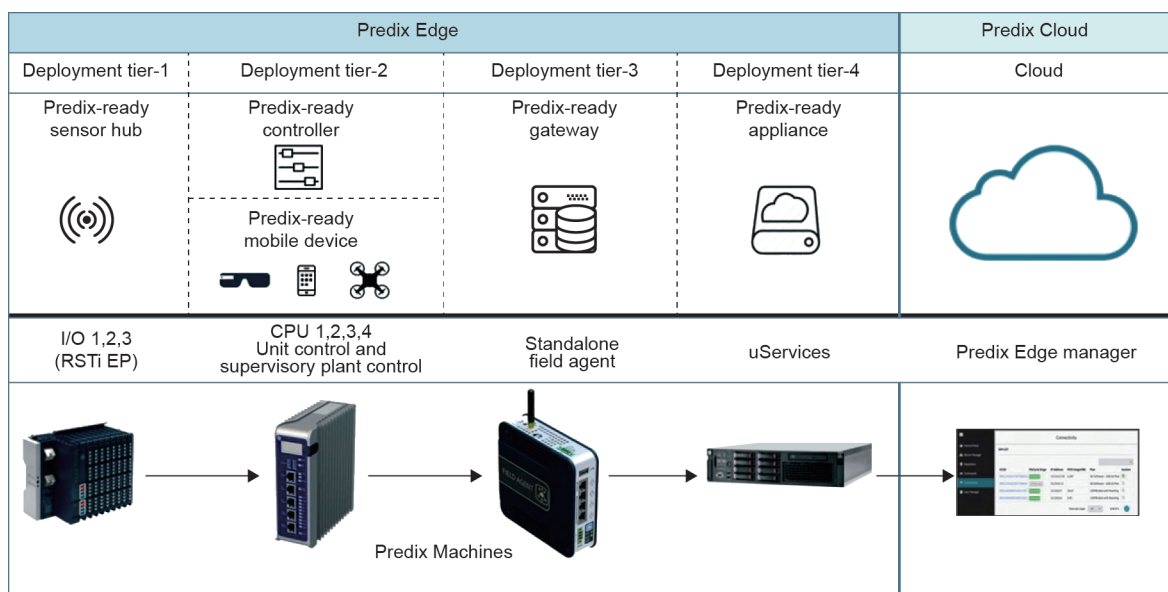 Predix Edge
Predix Cloud
Deployment tier-1
Deployment tier-2
Deployment tier-3
Deployment tier-4
Cloud
Predix-ready
sensor hub
Predix-ready
controller
Predix-ready
mobile device
Predix-ready
gateway
Predix-ready
appliance
I/O 1,2,3
(RSTi EP)
CPU 1,2,3,4
Unit control and
supervisory plant control
Standalone
field agent
uServices
Predix Edge manager
FIELD AGENT
Connectivity
Predix Machines